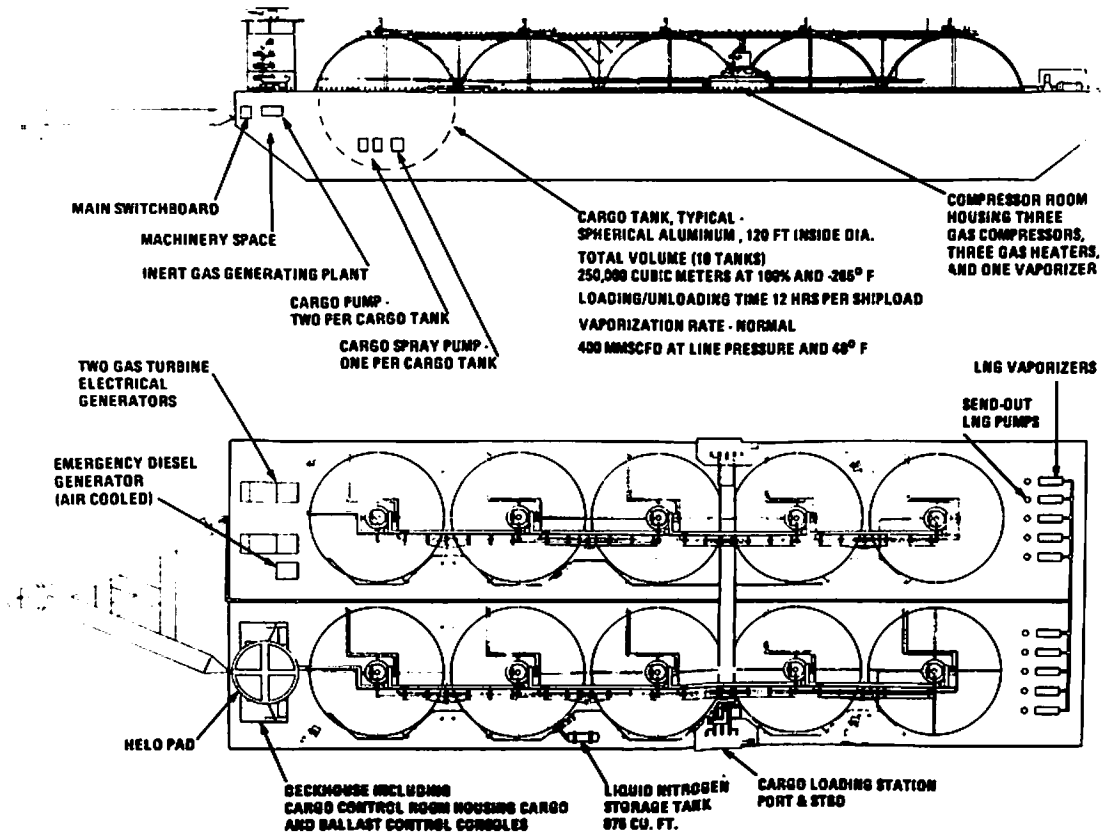 MAIN SWITCHBOARD
MACHINERY SPACE
INERT GAS GENERATING PLANT
CARGO PUMP -
TWO PER CARGO TANK
CARGO SPRAY PUMP -
ONE PER CARGO TANK
CARGO TANK, TYPICAL -
SPHERICAL ALUMINUM, 120 FT INSIDE DIA.
TOTAL VOLUME (10 TANKS)
250,000 CUBIC METERS AT 100% AND -265° F
LOADING/UNLOADING TIME 12 HRS PER SHIPLOAD
VAPORIZATION RATE - NORMAL
400 MMSCFD AT LINE PRESSURE AND 40° F
COMPRESSOR ROOM
HOUSING THREE
GAS COMPRESSORS,
THREE GAS HEATERS,
AND ONE VAPORIZER
TWO GAS TURBINE
ELECTRICAL
GENERATORS
EMERGENCY DIESEL
GENERATOR
(AIR COOLED)
LNG VAPORIZERS
SEND-OUT
LNG PUMPS
HELO PAD
DECKHOUSE INCLUDING
CARGO CONTROL ROOM HOUSING CARGO
AND BALLAST CONTROL CONSOLES
LIQUID NITROGEN
STORAGE TANK
875 CU. FT.
CARGO LOADING STATION
PORT & STBD